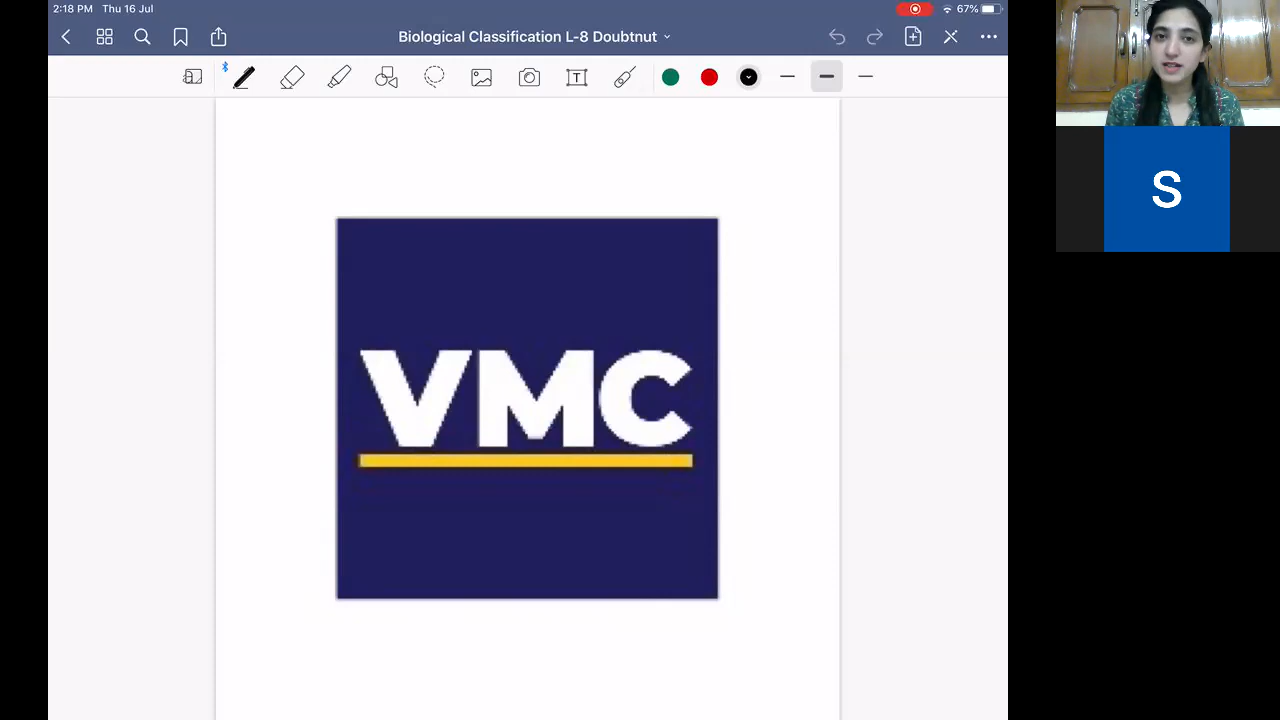 2:18 PM Thu 16 Jul 67%
Biological Classification L-8 Doubtnut
T
VMC
S